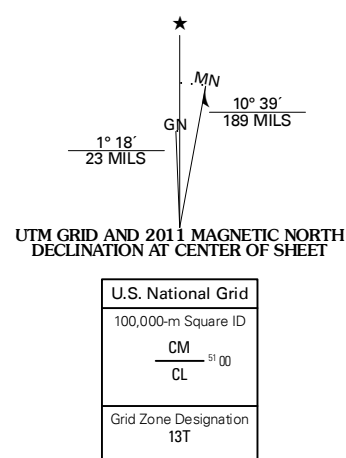 ★
MN
GN
10° 39´
189 MILS
1° 18´
23 MILS
UTM GRID AND 2011 MAGNETIC NORTH
DECLINATION AT CENTER OF SHEET
U.S. National Grid
100,000-m Square ID
CM
51 00
CL
Grid Zone Designation
13T